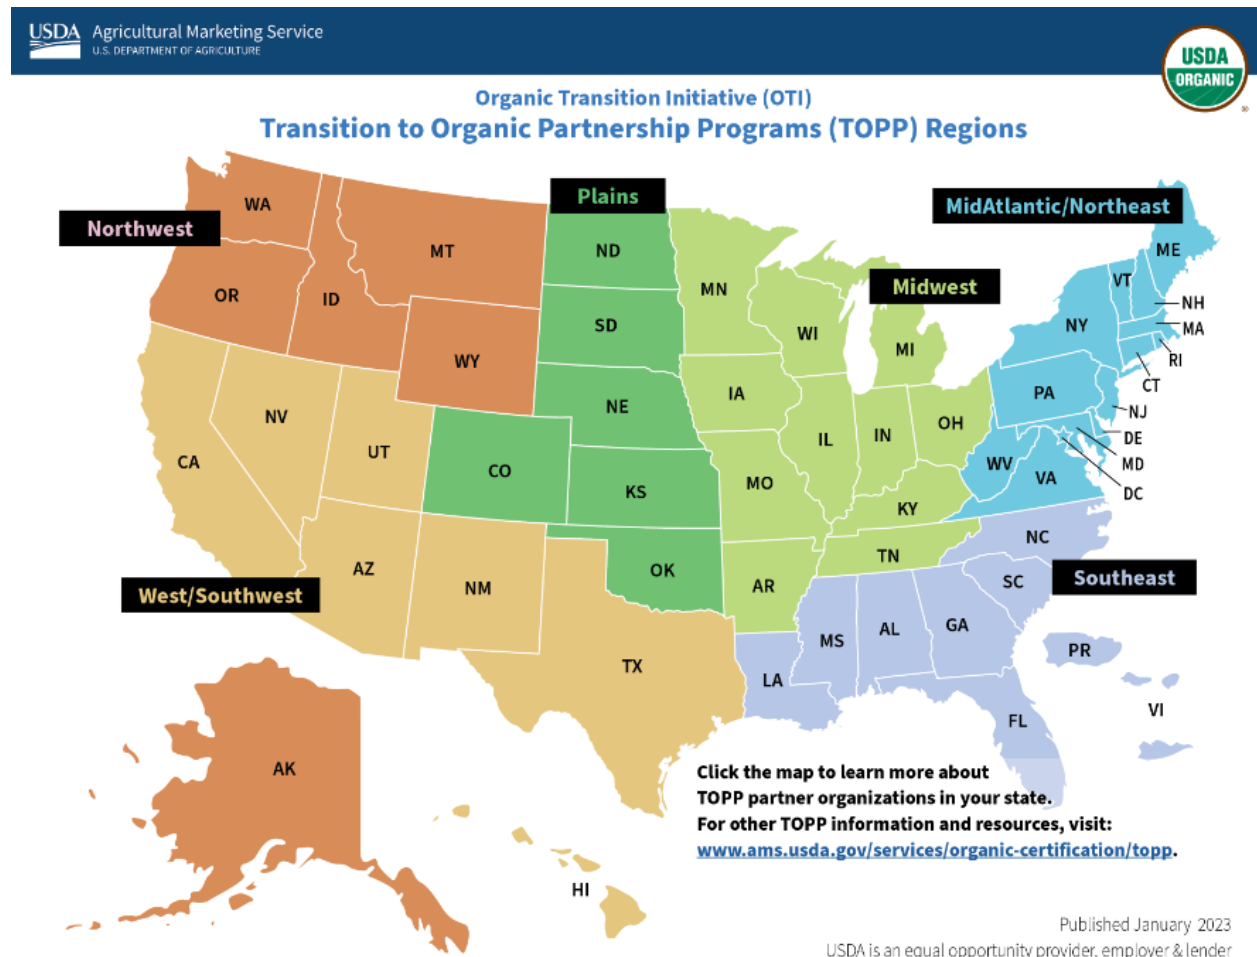 USDA Agricultural Marketing Service
U.S. DEPARTMENT OF AGRICULTURE
USDA
ORGANIC
®
Organic Transition Initiative (OTI)
Transition to Organic Partnership Programs (TOPP) Regions
Northwest
Plains
MidAtlantic/Northeast
Midwest
West/Southwest
Southeast
WA
MT
OR
ID
WY
ND
SD
NE
CO
KS
OK
MN
WI
MI
IA
IL
IN
OH
MO
KY
TN
AR
ME
VT
NH
NY
MA
RI
CT
PA
NJ
DE
MD
DC
WV
VA
NV
UT
CA
AZ
NM
TX
NC
SC
MS
AL
GA
LA
FL
PR
VI
AK
HI
Click the map to learn more about
TOPP partner organizations in your state.
For other TOPP information and resources, visit:
www.ams.usda.gov/services/organic-certification/topp.
Published January 2023
USDA is an equal opportunity provider, employer & lender